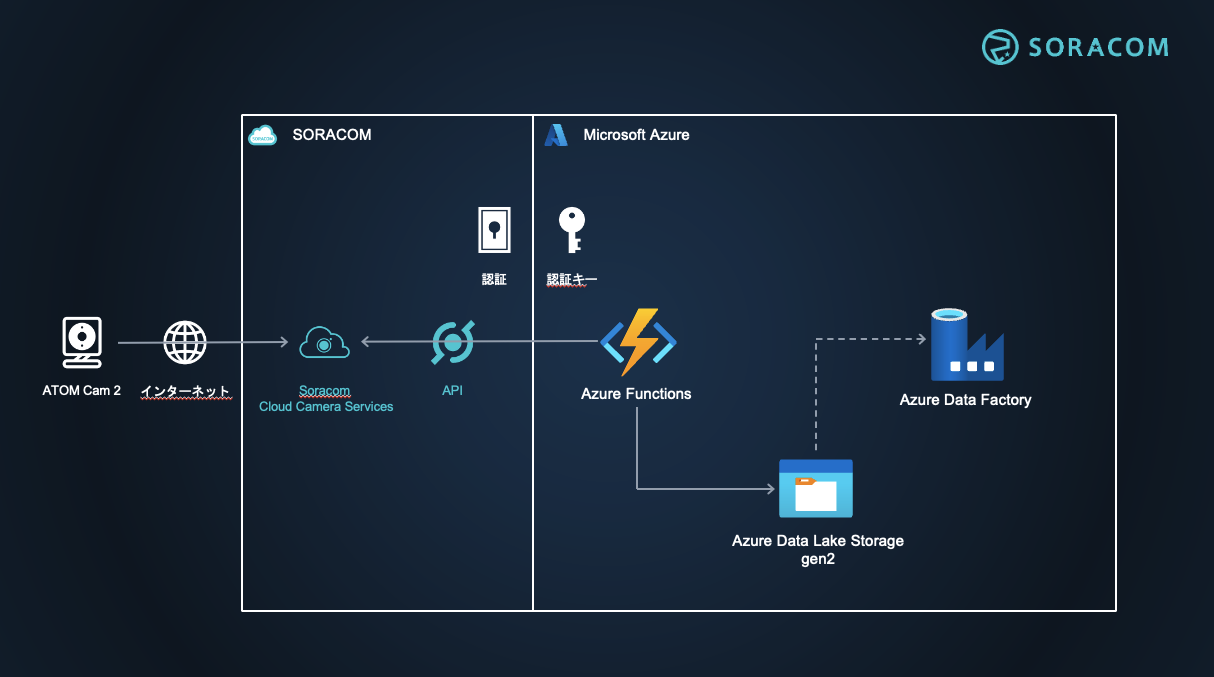 SORACOM
SORACOM
Microsoft Azure
認証
認証キー
ATOM Cam 2
インターネット
Soracom
Cloud Camera Services
API
Azure Functions
Azure Data Factory
Azure Data Lake Storage
gen2